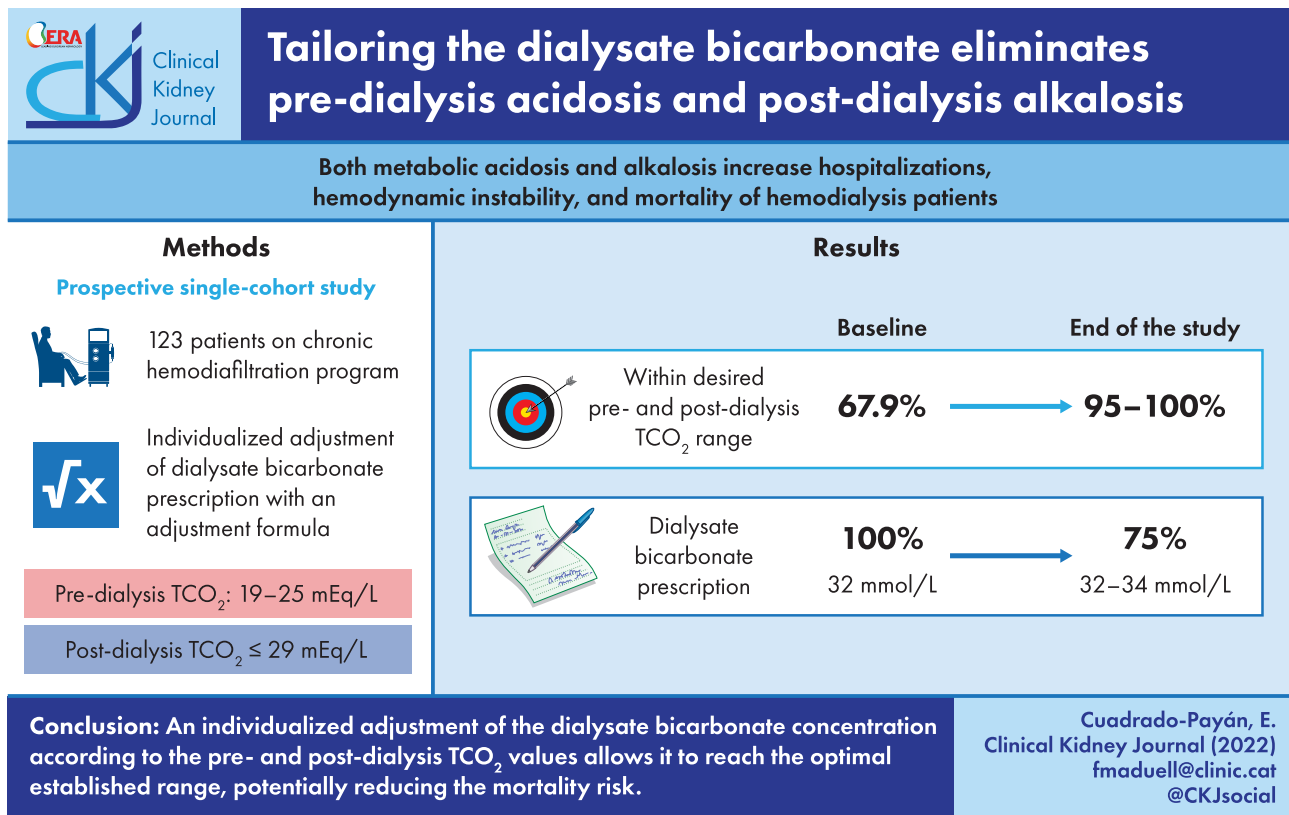 ERA
CKJ
Clinical
Kidney
Journal
Tailoring the dialysate bicarbonate eliminates
pre-dialysis acidosis and post-dialysis alkalosis
Both metabolic acidosis and alkalosis increase hospitalizations,
hemodynamic instability, and mortality of hemodialysis patients
Methods
Prospective single-cohort study
123 patients on chronic
hemodiafiltration program
Individualized adjustment
of dialysate bicarbonate
prescription with an
adjustment formula
√x
Pre-dialysis TCO₂: 19–25 mEq/L
Post-dialysis TCO₂ ≤ 29 mEq/L
Results
Baseline
End of the study
Within desired
pre- and post-dialysis
TCO₂ range
67.9%
95–100%
Dialysate
bicarbonate
prescription
100%
32 mmol/L
75%
32–34 mmol/L
Conclusion: An individualized adjustment of the dialysate bicarbonate concentration
according to the pre- and post-dialysis TCO₂ values allows it to reach the optimal
established range, potentially reducing the mortality risk.
Cuadrado-Payán, E.
Clinical Kidney Journal (2022)
fmaduell@clinic.cat
@CKJsocial